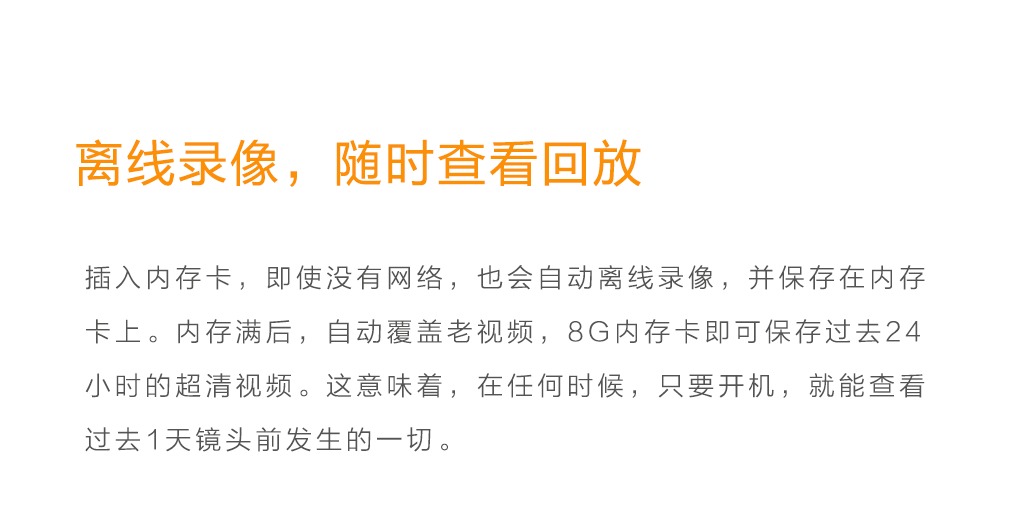 离线录像，随时查看回放
插入内存卡，即使没有网络，也会自动离线录像，并保存在内存
卡上。内存满后，自动覆盖老视频，8G内存卡即可保存过去24
小时的超清视频。这意味着，在任何时候，只要开机，就能查看
过去1天镜头前发生的一切。